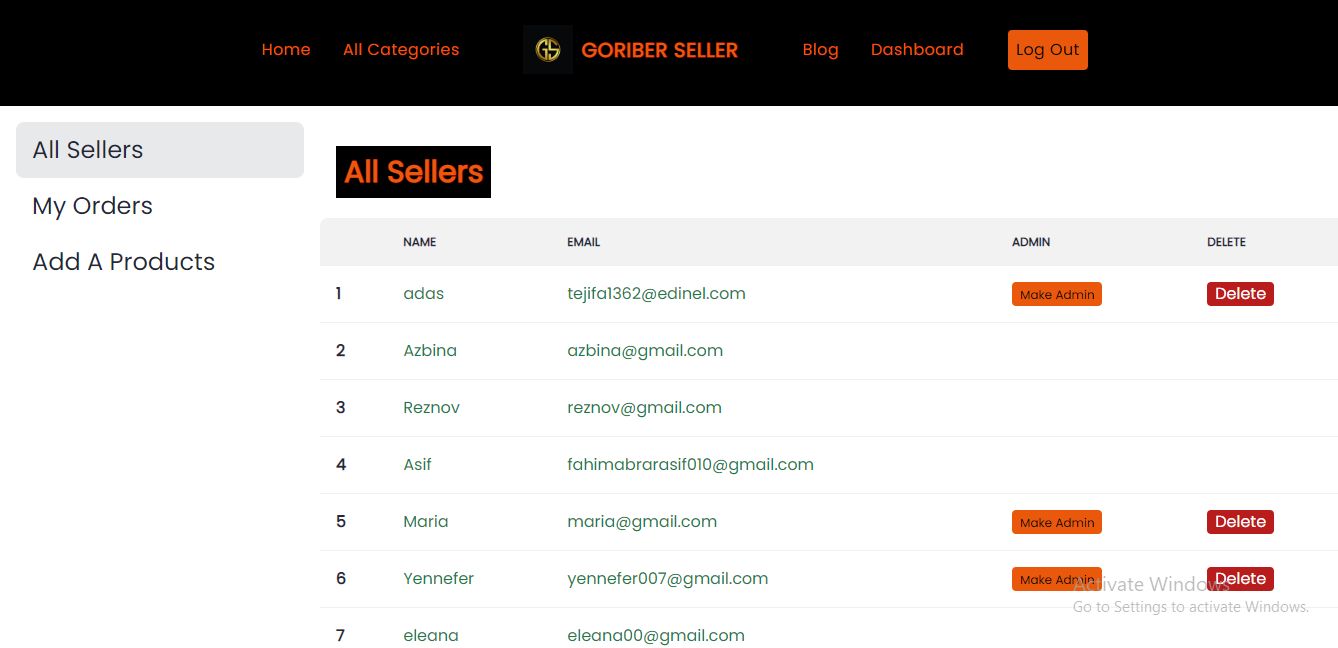 Home All Categories GS GORIBER SELLER Blog Dashboard Log Out
All Sellers
My Orders
Add A Products
All Sellers
NAME EMAIL ADMIN DELETE
1 adas tejifa1362@edinel.com Make Admin Delete
2 Azbina azbina@gmail.com
3 Reznov reznov@gmail.com
4 Asif fahimabrarasif010@gmail.com
5 Maria maria@gmail.com Make Admin Delete
6 Yennefer yennefer007@gmail.com Make Admin Delete
7 eleana eleana00@gmail.com
Activate Windows
Go to Settings to activate Windows.